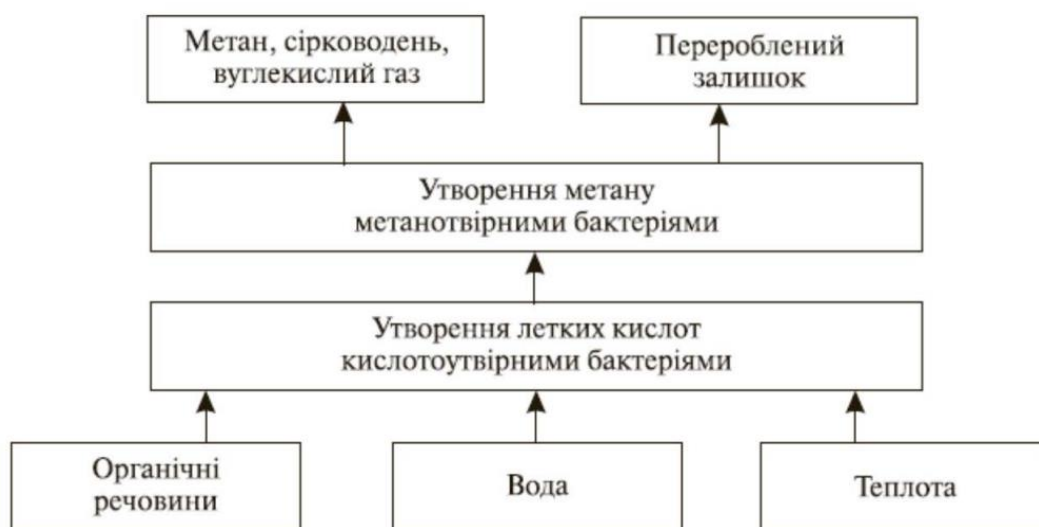 Метан, сірководень,
вуглекислий газ
Перероблений
залишок
Утворення метану
метанотвірними бактеріями
Утворення летких кислот
кислотоутвірними бактеріями
Органічні
речовини
Вода
Теплота